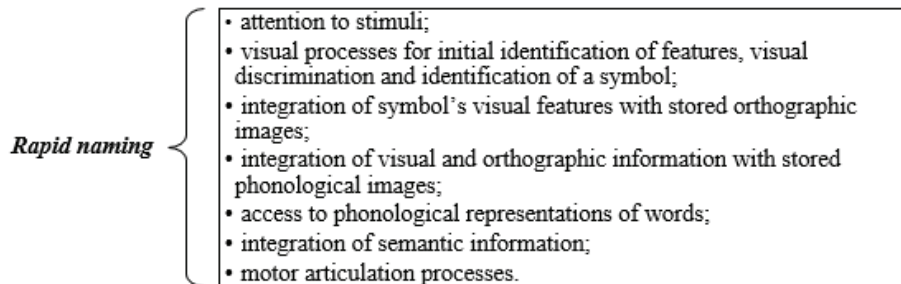 Rapid naming
• attention to stimuli;
• visual processes for initial identification of features, visual
discrimination and identification of a symbol;
• integration of symbol's visual features with stored orthographic
images;
• integration of visual and orthographic information with stored
phonological images;
• access to phonological representations of words;
• integration of semantic information;
• motor articulation processes.